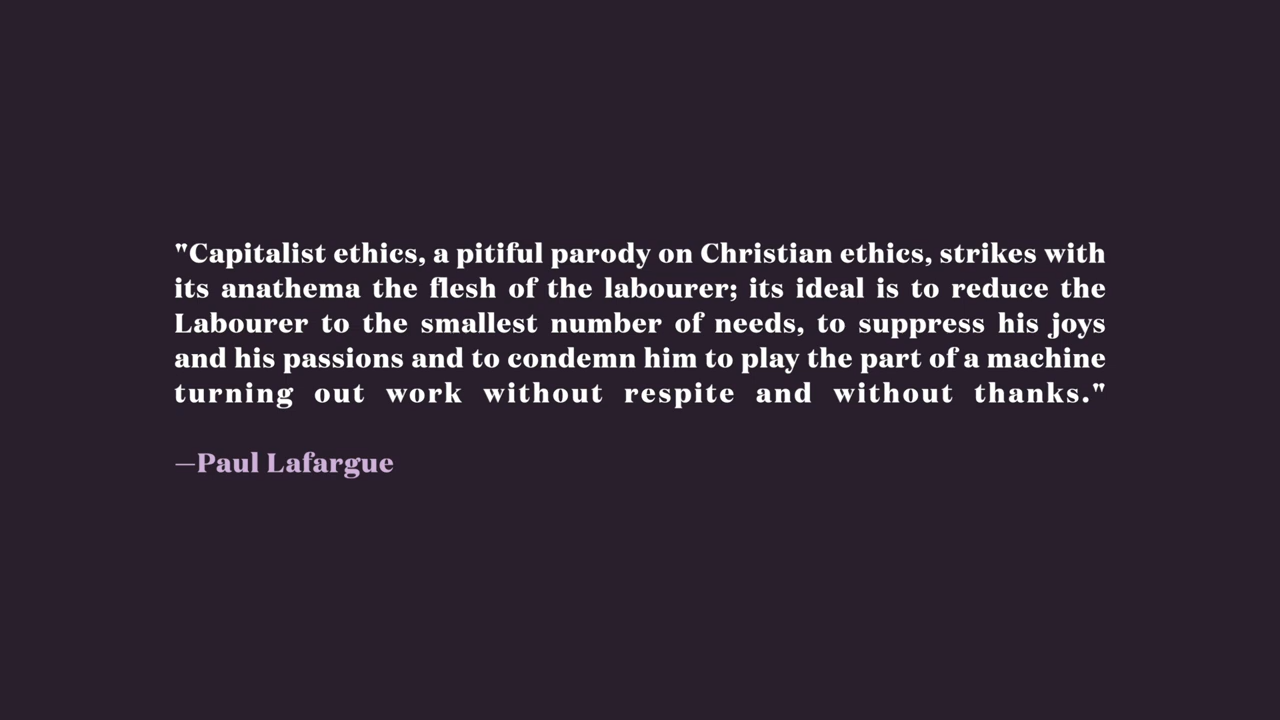 "Capitalist ethics, a pitiful parody on Christian ethics, strikes with
its anathema the flesh of the labourer; its ideal is to reduce the
Labourer to the smallest number of needs, to suppress his joys
and his passions and to condemn him to play the part of a machine
turning out work without respite and without thanks."
—Paul Lafargue